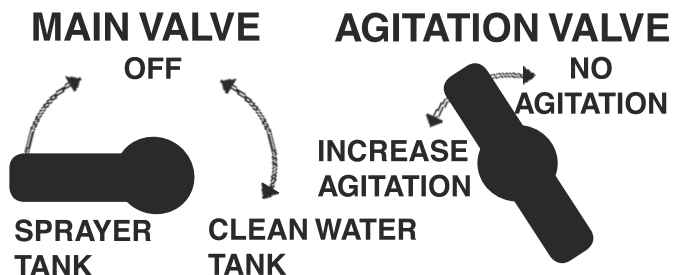 MAIN VALVE
OFF
SPRAYER
TANK
CLEAN WATER
TANK
AGITATION VALVE
NO
AGITATION
INCREASE
AGITATION